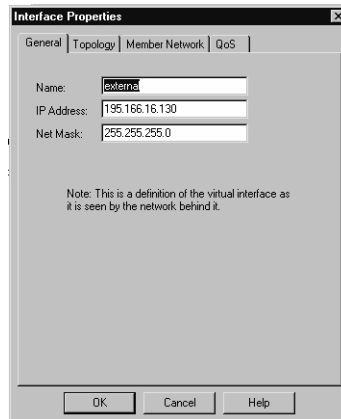 Interface Properties
General Topology Member Network QoS
Name: external
IP Address: 195.166.16.130
Net Mask: 255.255.255.0
Note: This is a definition of the virtual interface as
it is seen by the network behind it.
OK Cancel Help